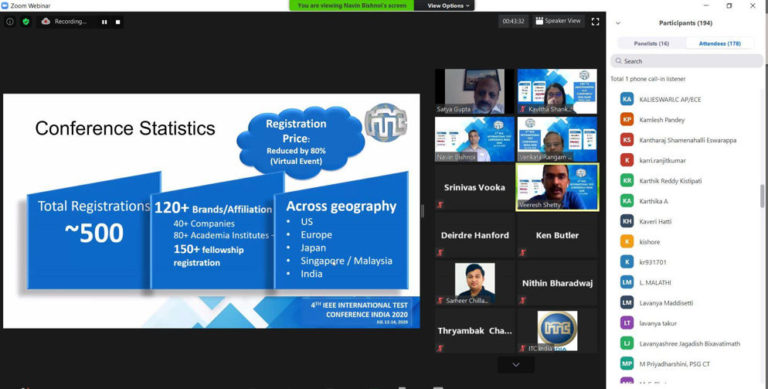 Zoom Webinar
You are viewing Navin Bishnoi's screen
View Options
Recording...
00:43:32
Speaker View
Conference Statistics
Registration
Price:
Reduced by 80%
(Virtual Event)
ITC
Total Registrations
~500
120+ Brands/Affiliation
40+ Companies
80+ Academia Institutes
150+ fellowship
registration
Across geography
• US
• Europe
• Japan
• Singapore / Malaysia
• India
4TH IEEE INTERNATIONAL TEST
CONFERENCE INDIA 2020
JUL 12-14, 2020
Satya Gupta
Kavitha Shank...
Navin Bishnoi
Venkata Rangam ...
Srinivas Vooka
Veeresh Shetty
Deirdre Hanford
Ken Butler
Sameer Chilla...
Nithin Bharadwaj
Thryambak Cha...
ITC India
Participants (194)
Panelists (16)
Attendees (178)
Search
Total 1 phone call-in listener
KA KALIESWARI.C AP/ECE
KP Kamlesh Pandey
KS Kantharaj Shamenahalli Eswarappa
K karri.ranjitkumar
KR Karthik Reddy Kistipati
KA Karthika A
KH Kaveri Hatti
K kishore
K kr931701
LM L. MALATHI
LM Lavanya Maddisetti
LT lavanya takur
LJ Lavanyashree Jagadish Bixavatimath
MP M Priyadharshini, PSG CT